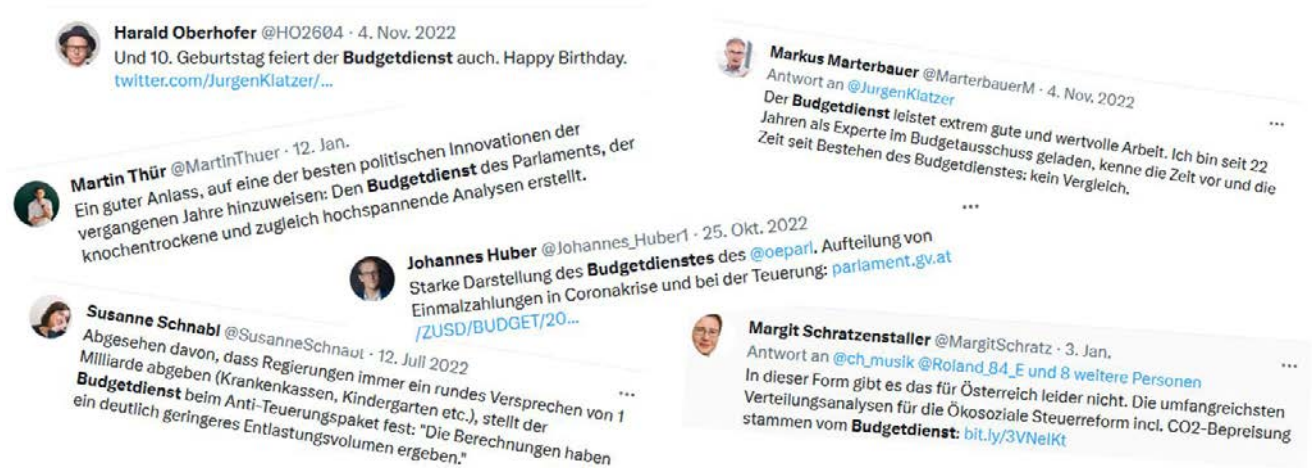 Harald Oberhofer @HO2604 · 4. Nov. 2022
Und 10. Geburtstag feiert der Budgetdienst auch. Happy Birthday.
twitter.com/JurgenKlatzer/...
Martin Thür @MartinThuer · 12. Jan.
Ein guter Anlass, auf eine der besten politischen Innovationen der
vergangenen Jahre hinzuweisen: Den Budgetdienst des Parlaments, der
knochentrockene und zugleich hochspannende Analysen erstellt.
Johannes Huber @Johannes_Huber1 · 25. Okt. 2022
Starke Darstellung des Budgetdienstes des @oeparl. Aufteilung von
Einmalzahlungen in Coronakrise und bei der Teuerung: parlament.gv.at
/ZUSD/BUDGET/20...
Susanne Schnabl @SusanneSchnabl · 12. Juli 2022
Abgesehen davon, dass Regierungen immer ein rundes Versprechen von 1
Milliarde abgeben (Krankenkassen, Kindergarten etc.), stellt der
Budgetdienst beim Anti-Teuerungspaket fest: "Die Berechnungen haben
ein deutlich geringeres Entlastungsvolumen ergeben."
Markus Marterbauer @MarterbauerM · 4. Nov. 2022
Antwort an @JurgenKlatzer
Der Budgetdienst leistet extrem gute und wertvolle Arbeit. Ich bin seit 22
Jahren als Experte im Budgetausschuss geladen, kenne die Zeit vor und die
Zeit seit Bestehen des Budgetdienstes: kein Vergleich.
Margit Schratzenstaller @MargitSchratz · 3. Jan.
Antwort an @ch_musik @Roland_84_E und 8 weitere Personen
In dieser Form gibt es das für Österreich leider nicht. Die umfangreichsten
Verteilungsanalysen für die Ökosoziale Steuerreform incl. CO2-Bepreisung
stammen vom Budgetdienst: bit.ly/3VNelKt